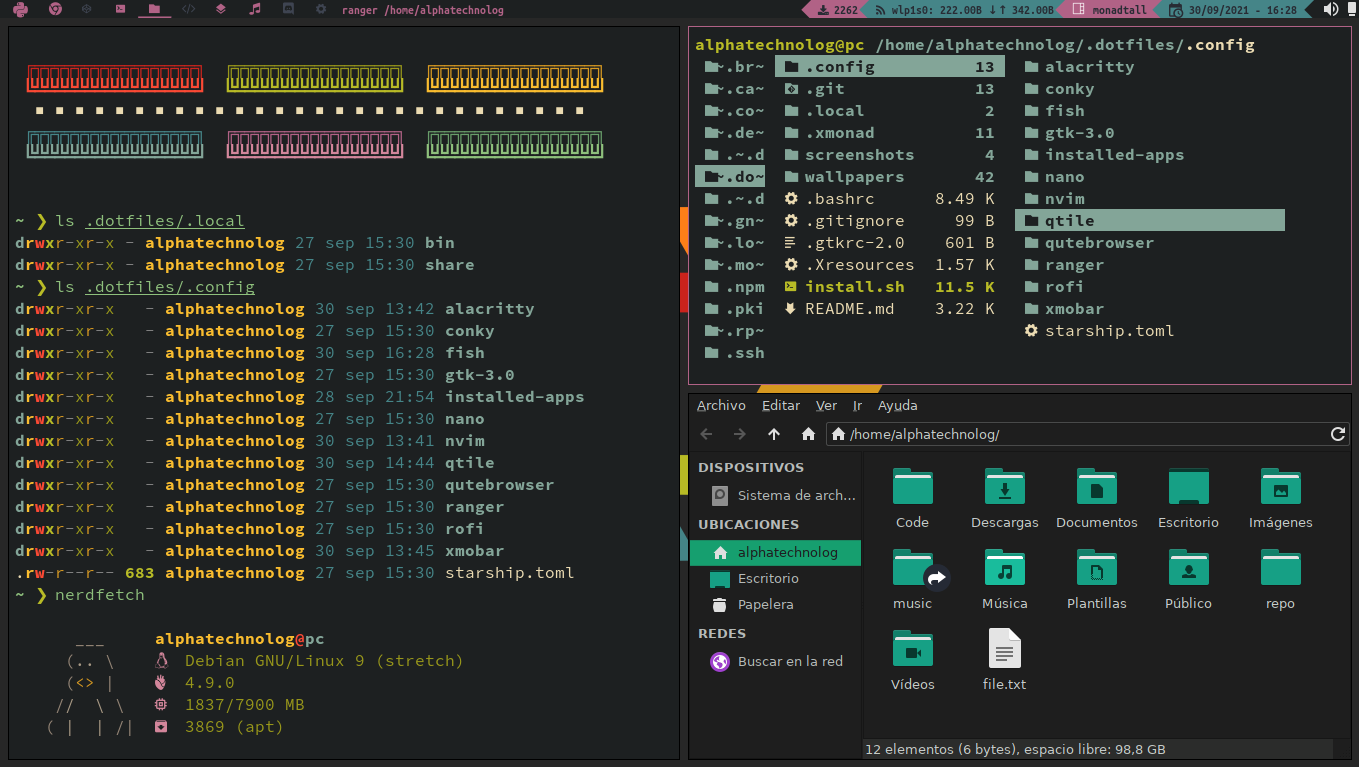 ranger /home/alphatechnolog
2262
wlp1s0: 222.00B ↓↑ 342.00B
monadtall
30/09/2021 - 16:28
~ ❯ ls .dotfiles/.local
drwxr-xr-x - alphatechnolog 27 sep 15:30 bin
drwxr-xr-x - alphatechnolog 27 sep 15:30 share
~ ❯ ls .dotfiles/.config
drwxr-xr-x   - alphatechnolog 30 sep 13:42 alacritty
drwxr-xr-x   - alphatechnolog 27 sep 15:30 conky
drwxr-xr-x   - alphatechnolog 30 sep 16:28 fish
drwxr-xr-x   - alphatechnolog 27 sep 15:30 gtk-3.0
drwxr-xr-x   - alphatechnolog 28 sep 21:54 installed-apps
drwxr-xr-x   - alphatechnolog 27 sep 15:30 nano
drwxr-xr-x   - alphatechnolog 30 sep 13:41 nvim
drwxr-xr-x   - alphatechnolog 30 sep 14:44 qtile
drwxr-xr-x   - alphatechnolog 27 sep 15:30 qutebrowser
drwxr-xr-x   - alphatechnolog 27 sep 15:30 ranger
drwxr-xr-x   - alphatechnolog 27 sep 15:30 rofi
drwxr-xr-x   - alphatechnolog 30 sep 13:45 xmobar
.rw-r--r-- 683 alphatechnolog 27 sep 15:30 starship.toml
~ ❯ nerdfetch
alphatechnolog@pc
Debian GNU/Linux 9 (stretch)
4.9.0
1837/7900 MB
3869 (apt)
alphatechnolog@pc /home/alphatechnolog/.dotfiles/.config
~.br~ .config 13 alacritty
~.ca~ .git 13 conky
~.co~ .local 2 fish
~.de~ .xmonad 11 gtk-3.0
.~.d screenshots 4 installed-apps
~.do~ wallpapers 42 nano
.~.d .bashrc 8.49 K nvim
~.gn~ .gitignore 99 B qtile
~.lo~ .gtkrc-2.0 601 B qutebrowser
~.mo~ .Xresources 1.57 K ranger
.npm install.sh 11.5 K rofi
.pki README.md 3.22 K xmobar
~.rp~ starship.toml
.ssh
Archivo Editar Ver Ir Ayuda
/home/alphatechnolog/
DISPOSITIVOS
Sistema de arch...
UBICACIONES
alphatechnolog
Escritorio
Papelera
REDES
Buscar en la red
Code Descargas Documentos Escritorio Imágenes
music Música Plantillas Público repo
Vídeos file.txt
12 elementos (6 bytes), espacio libre: 98,8 GB